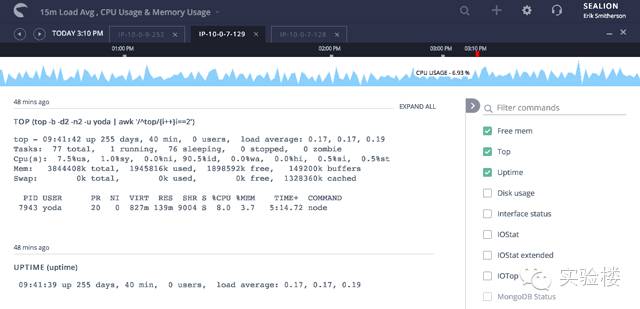 15m Load Avg , CPU Usage & Memory Usage
SEALION
Erik Smitherson
TODAY 3:10 PM
IP-10-0-9-253
IP-10-0-7-129
IP-10-0-7-128
01:00 PM
02:00 PM
03:00 PM
03:10 PM
CPU USAGE - 6.93 %
48 mins ago
EXPAND ALL
TOP (top -b -d2 -n2 -u yoda | awk '/^top/{i++}i==2')
top - 09:41:42 up 255 days, 40 min, 0 users, load average: 0.17, 0.17, 0.19
Tasks: 77 total, 1 running, 76 sleeping, 0 stopped, 0 zombie
Cpu(s): 7.5%us, 1.0%sy, 0.0%ni, 90.5%id, 0.0%wa, 0.0%hi, 0.5%si, 0.5%st
Mem: 3844408k total, 1945816k used, 1898592k free, 149200k buffers
Swap: 0k total, 0k used, 0k free, 1328360k cached
PID USER PR NI VIRT RES SHR S %CPU %MEM TIME+ COMMAND
7943 yoda 20 0 827m 139m 9004 S 8.0 3.7 5:14.72 node
48 mins ago
UPTIME (uptime)
09:41:39 up 255 days, 40 min, 0 users, load average: 0.17, 0.17, 0.19
Filter commands
Free mem
Top
Uptime
Disk usage
Interface status
IOStat
IOStat extended
IOTop
MongoDB Status
实验楼